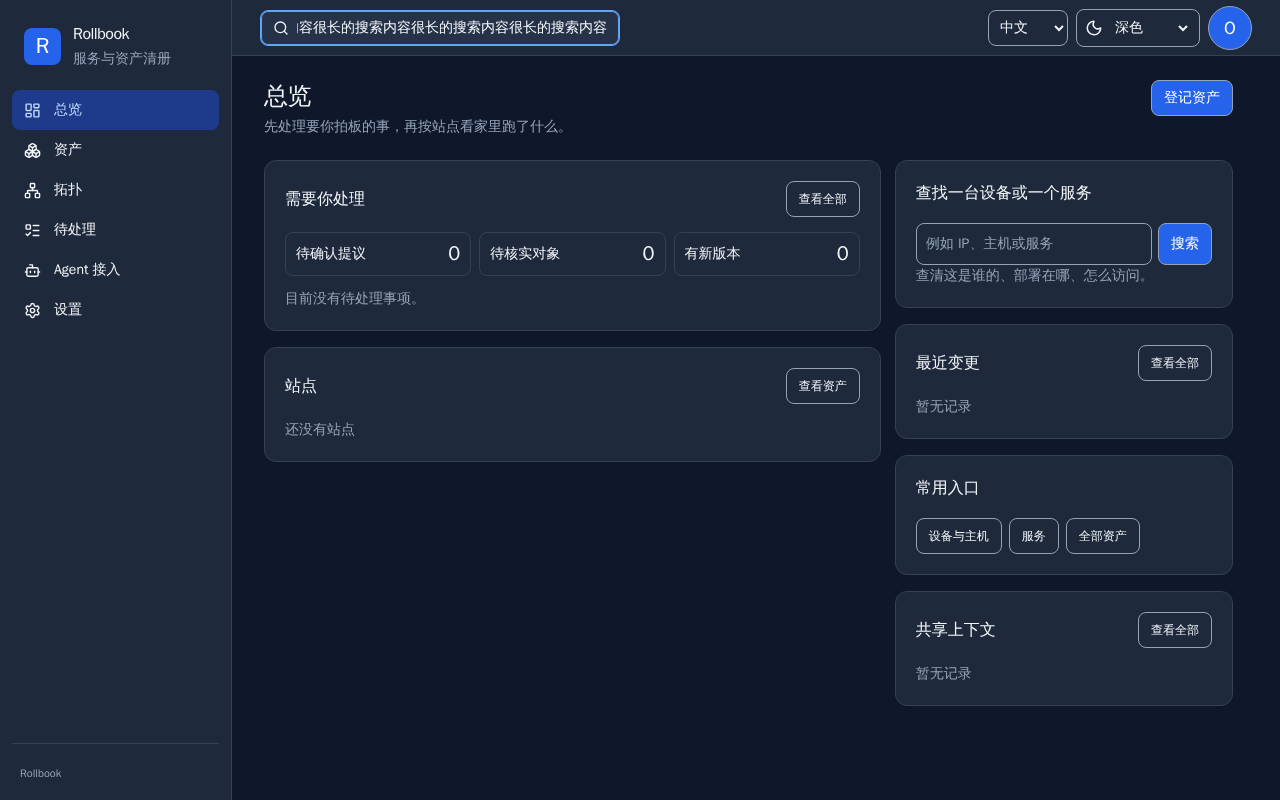 R
Rollbook
服务与资产清册
总览
资产
拓扑
待处理
Agent 接入
设置
Rollbook
容很长的搜索内容很长的搜索内容很长的搜索内容
中文
深色
0
总览
先处理要你拍板的事，再按站点看家里跑了什么。
登记资产
需要你处理
查看全部
待确认提议 0
待核实对象 0
有新版本 0
目前没有待处理事项。
站点
查看资产
还没有站点
查找一台设备或一个服务
例如 IP、主机或服务
搜索
查清这是谁的、部署在哪、怎么访问。
最近变更
查看全部
暂无记录
常用入口
设备与主机
服务
全部资产
共享上下文
查看全部
暂无记录